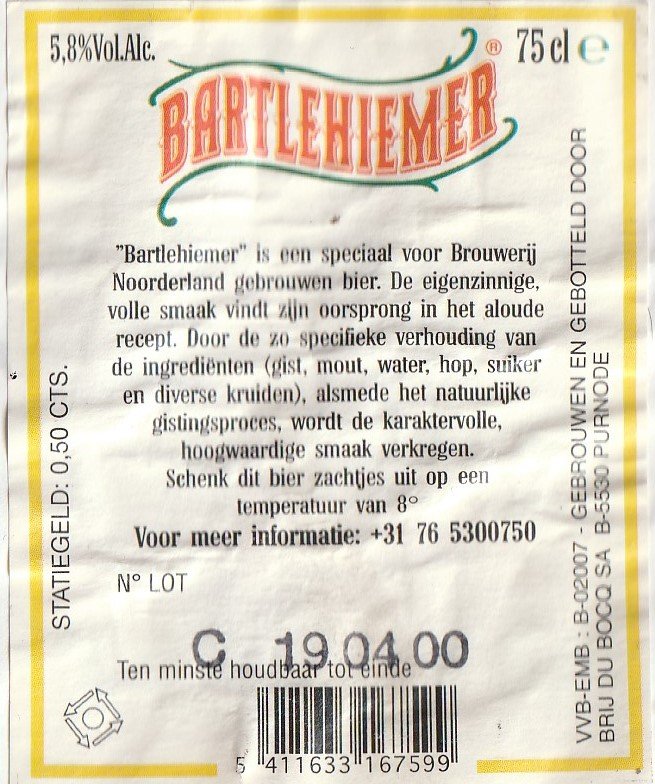 5,8%Vol.Alc.
75 cl e
BARTLEHIEMER ®
"Bartlehiemer" is een speciaal voor Brouwerij
Noorderland gebrouwen bier. De eigenzinnige,
volle smaak vindt zijn oorsprong in het aloude
recept. Door de zo specifieke verhouding van
de ingrediënten (gist, mout, water, hop, suiker
en diverse kruiden), alsmede het natuurlijke
gistingsproces, wordt de karaktervolle,
hoogwaardige smaak verkregen.
Schenk dit bier zachtjes uit op een
temperatuur van 8°
Voor meer informatie: +31 76 5300750
N° LOT
C 19.04.00
Ten minste houdbaar tot einde
5 411633 167599
STATIEGELD: 0,50 CTS.
VVB-EMB : B-02007 - GEBROUWEN EN GEBOTTELD DOOR
BRIJ DU BOCQ SA B-5530 PURNODE